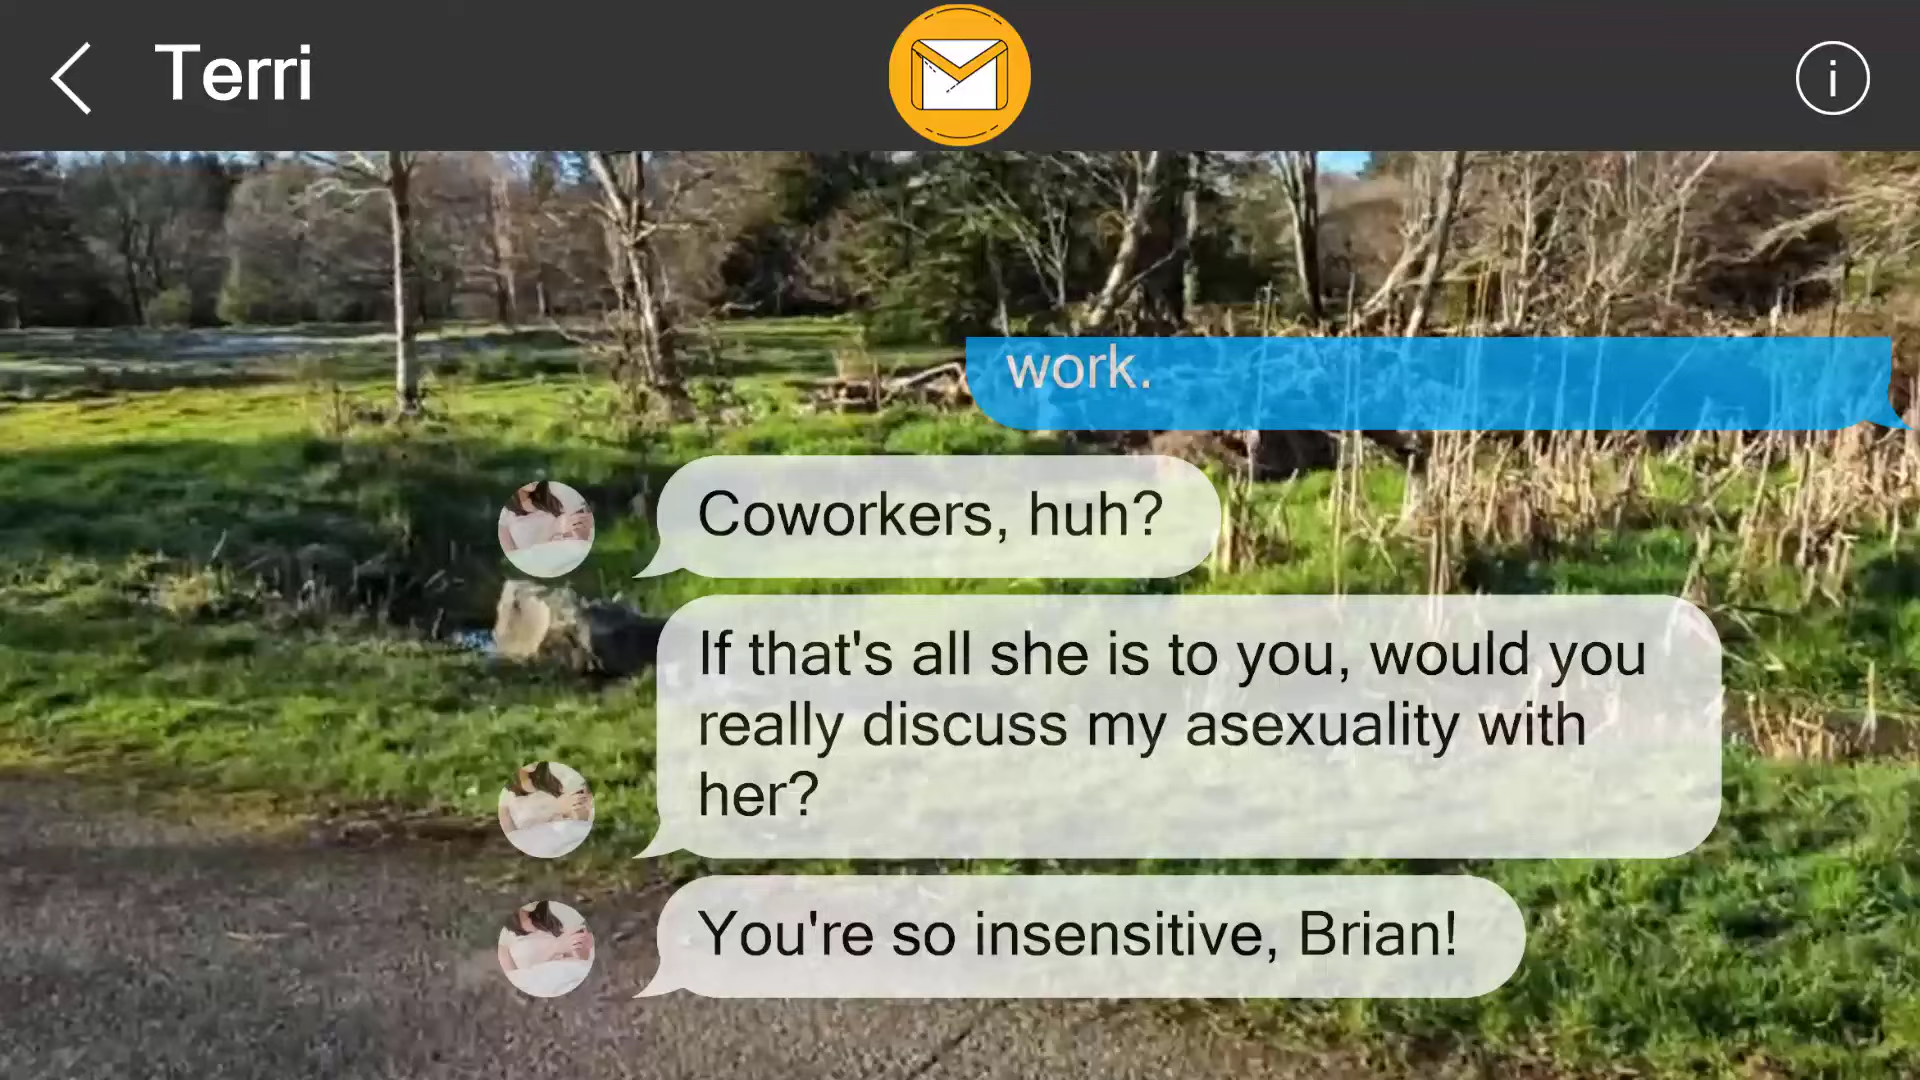 Terri
i
work.
Coworkers, huh?
If that's all she is to you, would you
really discuss my asexuality with
her?
You're so insensitive, Brian!